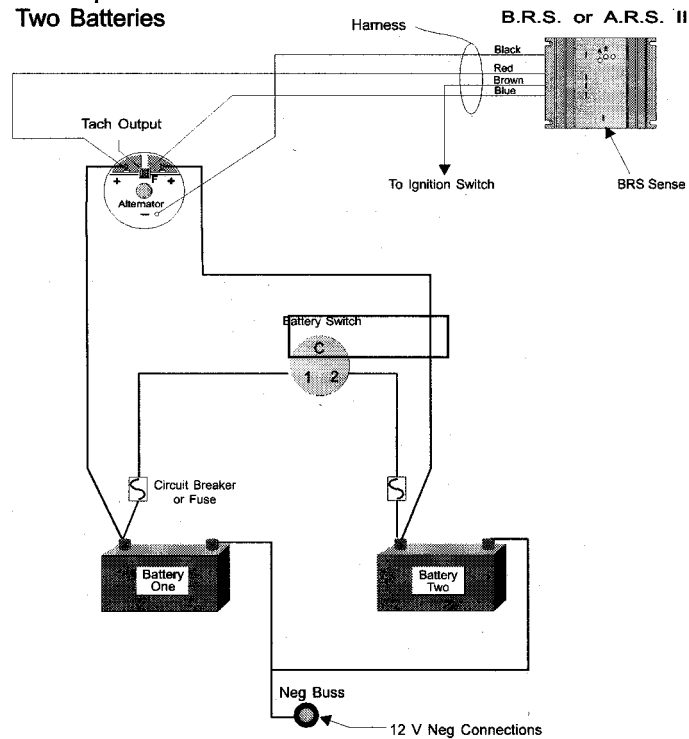 Two Batteries
Harness
B.R.S. or A.R.S. II
Black
Red
Brown
Blue
Tach Output
To Ignition Switch
BRS Sense
+ F +
Alternator
−
Battery Switch
C
1 2
Circuit Breaker
or Fuse
Battery
One
Battery
Two
Neg Buss
12 V Neg Connections